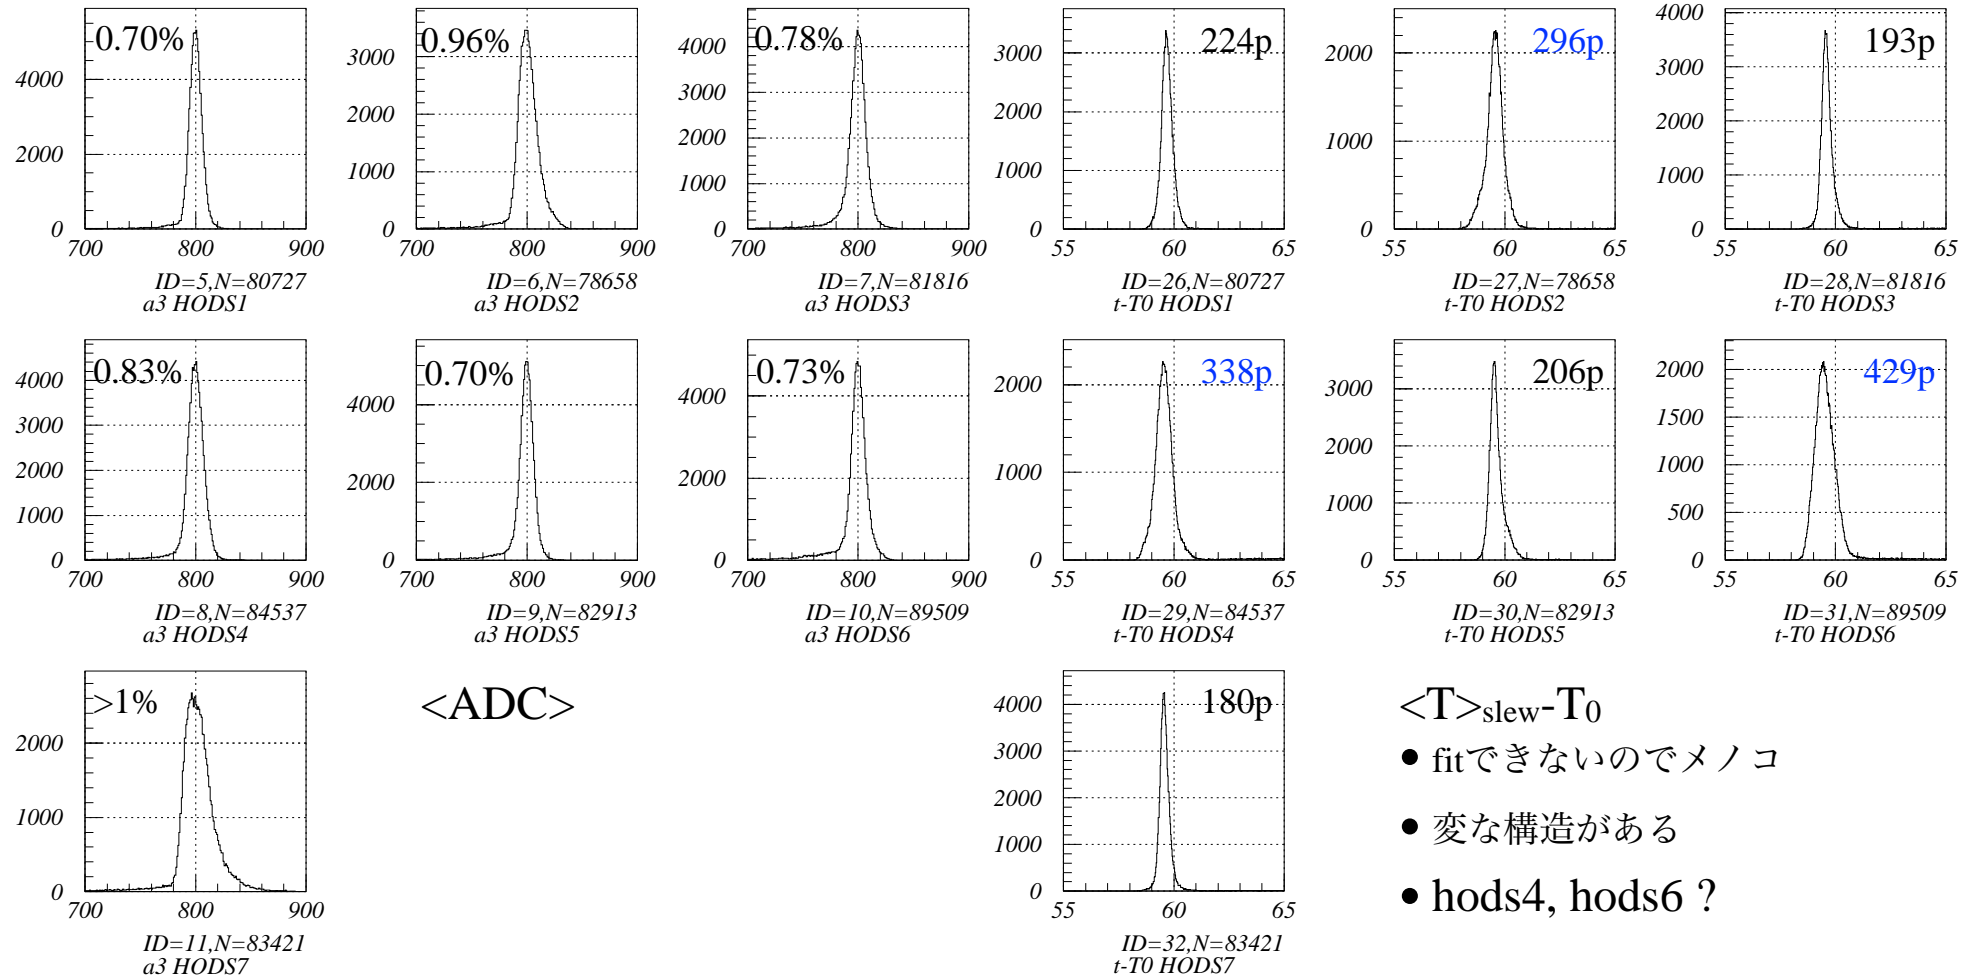 0.70%
4000
2000
0
700 800 900
ID=5,N=80727
a3 HODS1
0.96%
3000
2000
1000
0
700 800 900
ID=6,N=78658
a3 HODS2
0.78%
4000
3000
2000
1000
0
700 800 900
ID=7,N=81816
a3 HODS3
224p
3000
2000
1000
0
55 60 65
ID=26,N=80727
t-T0 HODS1
296p
2000
1000
0
55 60 65
ID=27,N=78658
t-T0 HODS2
4000
193p
3000
2000
1000
0
55 60 65
ID=28,N=81816
t-T0 HODS3
0.83%
4000
3000
2000
1000
0
700 800 900
ID=8,N=84537
a3 HODS4
0.70%
4000
2000
0
700 800 900
ID=9,N=82913
a3 HODS5
0.73%
4000
2000
0
700 800 900
ID=10,N=89509
a3 HODS6
338p
2000
1000
0
55 60 65
ID=29,N=84537
t-T0 HODS4
206p
3000
2000
1000
0
55 60 65
ID=30,N=82913
t-T0 HODS5
429p
2000
1500
1000
500
0
55 60 65
ID=31,N=89509
t-T0 HODS6
>1%
2000
1000
0
700 800 900
ID=11,N=83421
a3 HODS7
<ADC>
180p
4000
3000
2000
1000
0
55 60 65
ID=32,N=83421
t-T0 HODS7
<T>slew-T0
• fitできないのでメノコ
• 変な構造がある
• hods4, hods6 ?